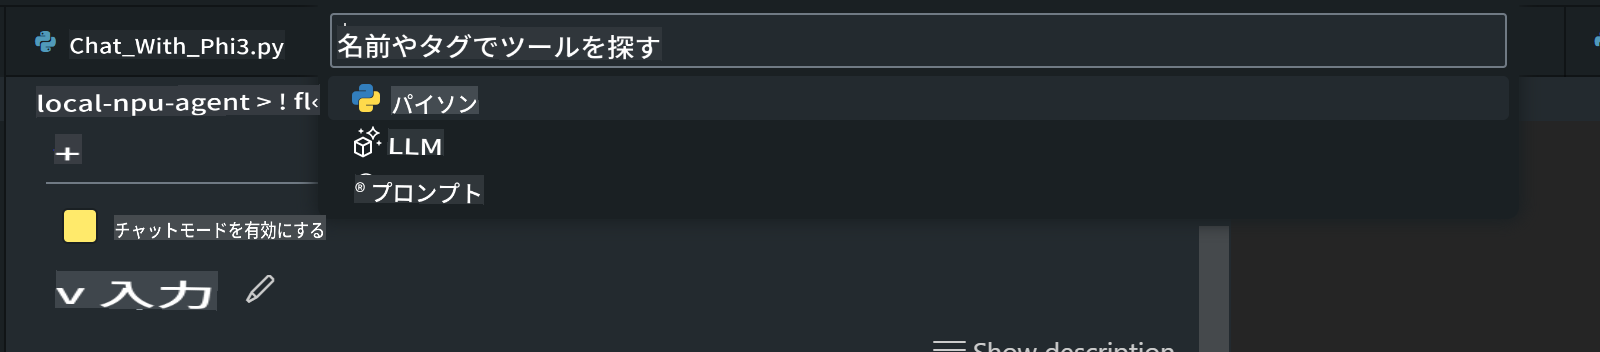 Chat_With_Phi3.py
名前やタグでツールを探す
local-npu-agent > ! fl
パイソン
+
LLM
® プロンプト
チャットモードを有効にする
v 入力
Show description